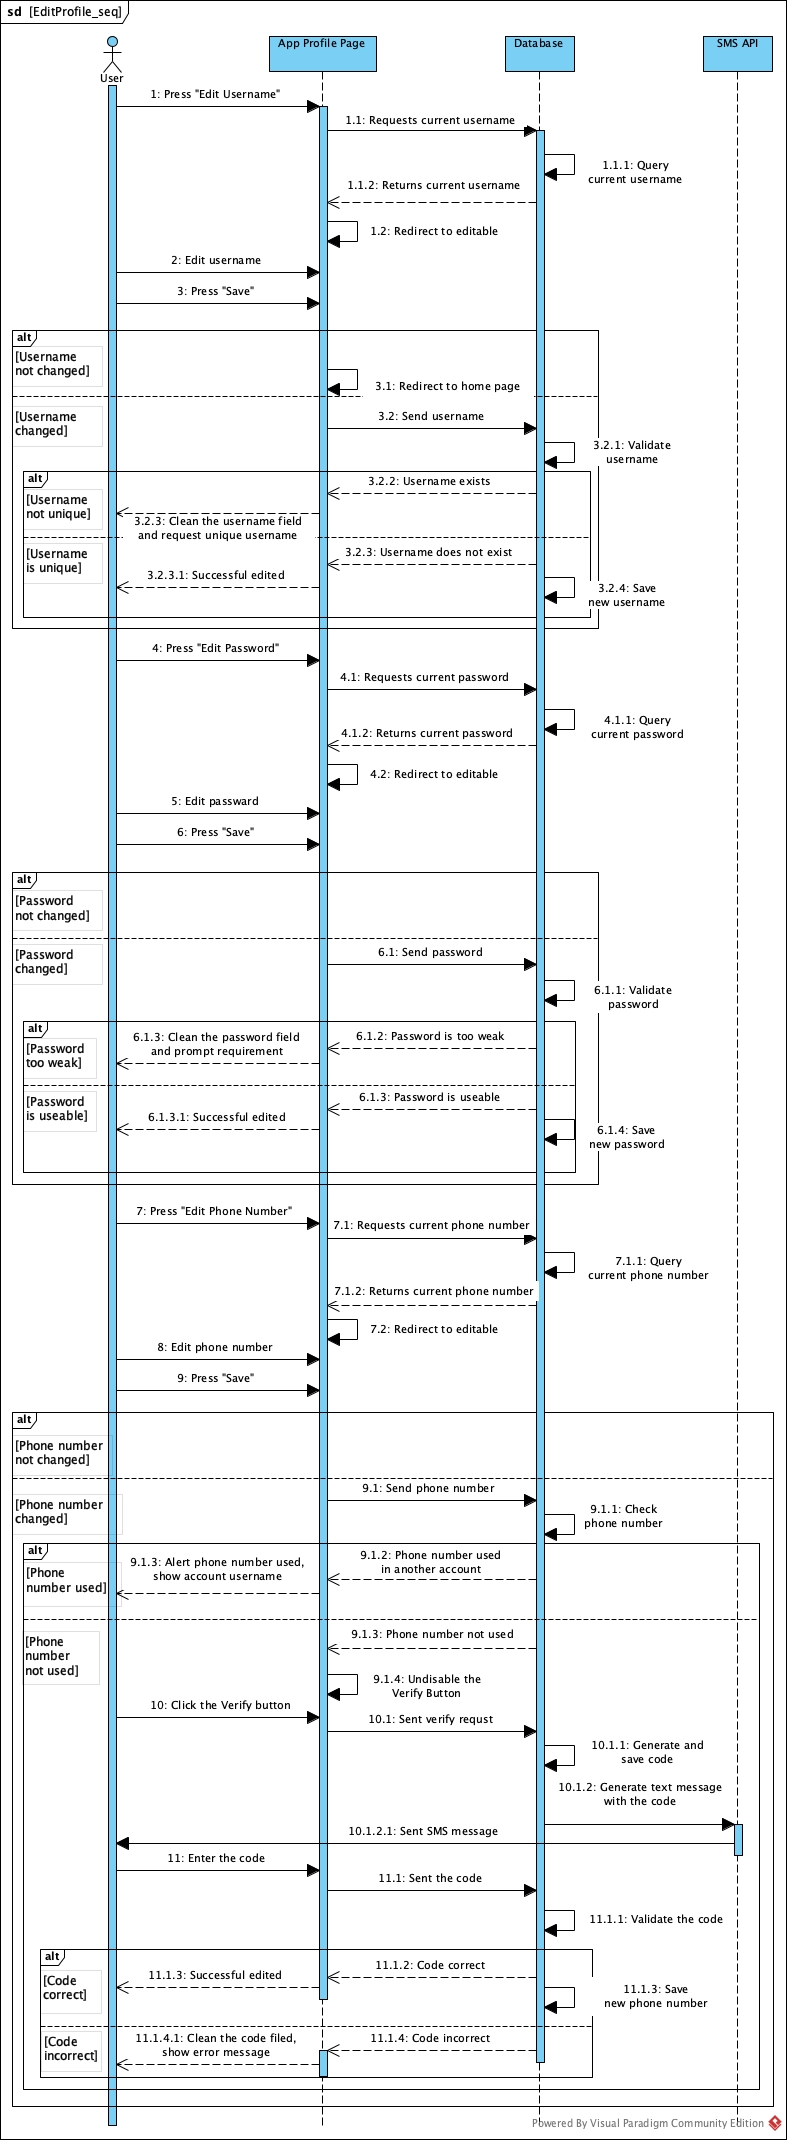 sd [EditProfile_seq]
App Profile Page
Database
SMS API
User
1: Press "Edit Username"
1.1: Requests current username
1.1.1: Query
current username
1.1.2: Returns current username
1.2: Redirect to editable
2: Edit username
3: Press "Save"
alt
[Username
not changed]
3.1: Redirect to home page
[Username
changed]
3.2: Send username
3.2.1: Validate
username
alt
3.2.2: Username exists
[Username
not unique]
3.2.3: Clean the username field
and request unique username
[Username
is unique]
3.2.3: Username does not exist
3.2.3.1: Successful edited
3.2.4: Save
new username
4: Press "Edit Password"
4.1: Requests current password
4.1.1: Query
current password
4.1.2: Returns current password
4.2: Redirect to editable
5: Edit passward
6: Press "Save"
alt
[Password
not changed]
[Password
changed]
6.1: Send password
6.1.1: Validate
password
alt
[Password
too weak]
6.1.3: Clean the password field
and prompt requirement
6.1.2: Password is too weak
[Password
is useable]
6.1.3: Password is useable
6.1.3.1: Successful edited
6.1.4: Save
new password
7: Press "Edit Phone Number"
7.1: Requests current phone number
7.1.1: Query
current phone number
7.1.2: Returns current phone number
7.2: Redirect to editable
8: Edit phone number
9: Press "Save"
alt
[Phone number
not changed]
[Phone number
changed]
9.1: Send phone number
9.1.1: Check
phone number
alt
[Phone
number used]
9.1.3: Alert phone number used,
show account username
9.1.2: Phone number used
in another account
[Phone
number
not used]
9.1.3: Phone number not used
9.1.4: Undisable the
Verify Button
10: Click the Verify button
10.1: Sent verify requst
10.1.1: Generate and
save code
10.1.2: Generate text message
with the code
10.1.2.1: Sent SMS message
11: Enter the code
11.1: Sent the code
11.1.1: Validate the code
alt
[Code
correct]
11.1.2: Code correct
11.1.3: Successful edited
11.1.3: Save
new phone number
[Code
incorrect]
11.1.4.1: Clean the code filed,
show error message
11.1.4: Code incorrect
Powered By Visual Paradigm Community Edition